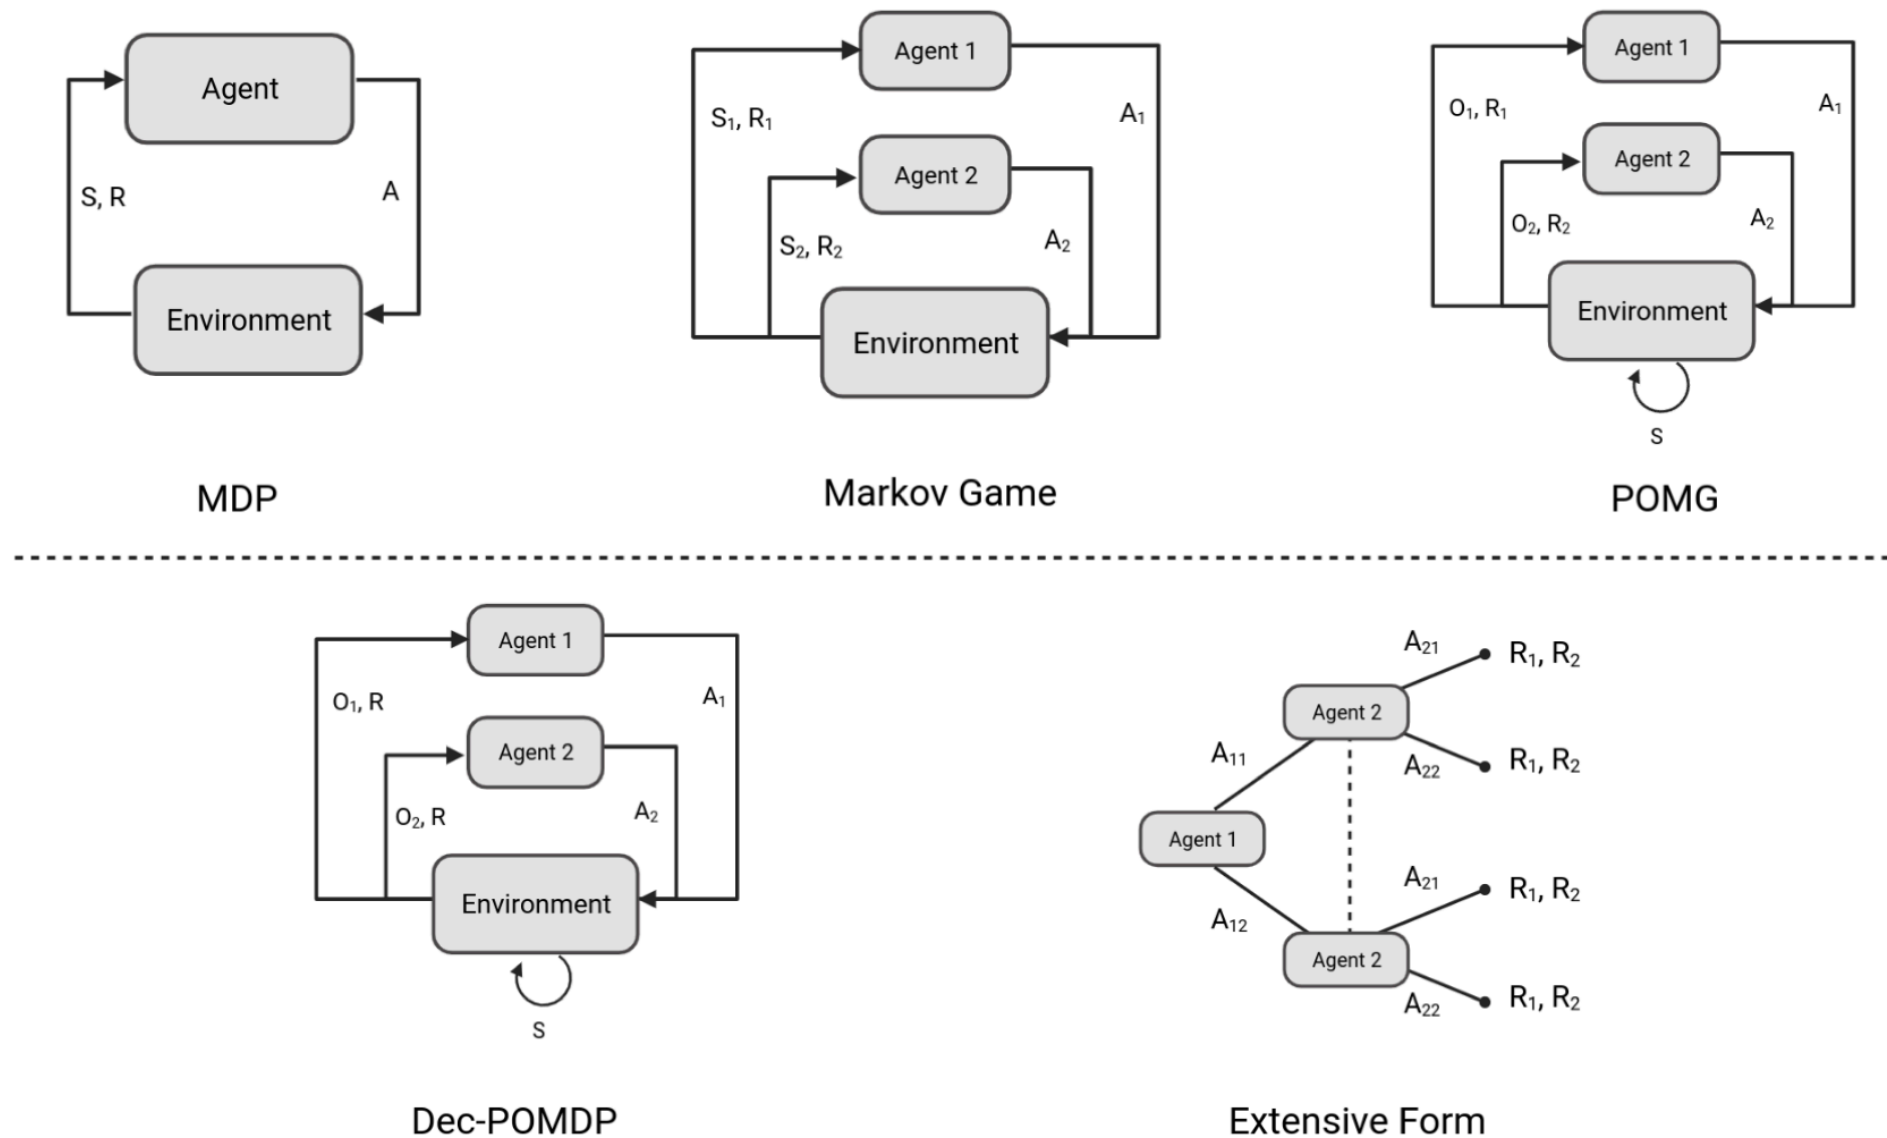 Agent
S, R
A
Environment
MDP
Agent 1
S₁, R₁
A₁
Agent 2
S₂, R₂
A₂
Environment
Markov Game
Agent 1
O₁, R₁
A₁
Agent 2
O₂, R₂
A₂
Environment
S
POMG
Agent 1
O₁, R
A₁
Agent 2
O₂, R
A₂
Environment
S
Dec-POMDP
A₂₁
R₁, R₂
Agent 2
A₁₁
A₂₂
R₁, R₂
Agent 1
A₂₁
R₁, R₂
A₁₂
Agent 2
A₂₂
R₁, R₂
Extensive Form